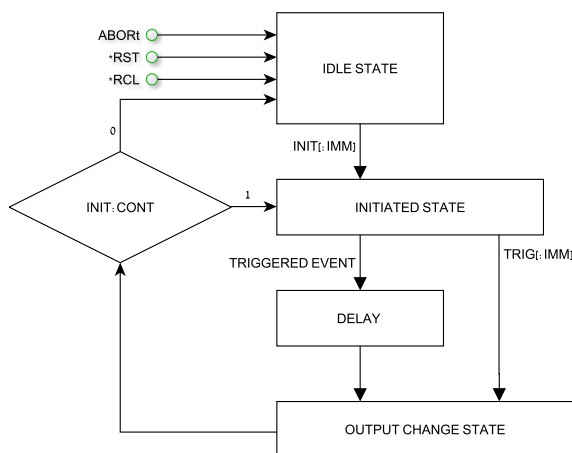 ABORt
*RST
*RCL
IDLE STATE
0
INIT[: IMM]
INIT: CONT
1
INITIATED STATE
TRIGGERED EVENT
TRIG[: IMM]
DELAY
OUTPUT CHANGE STATE